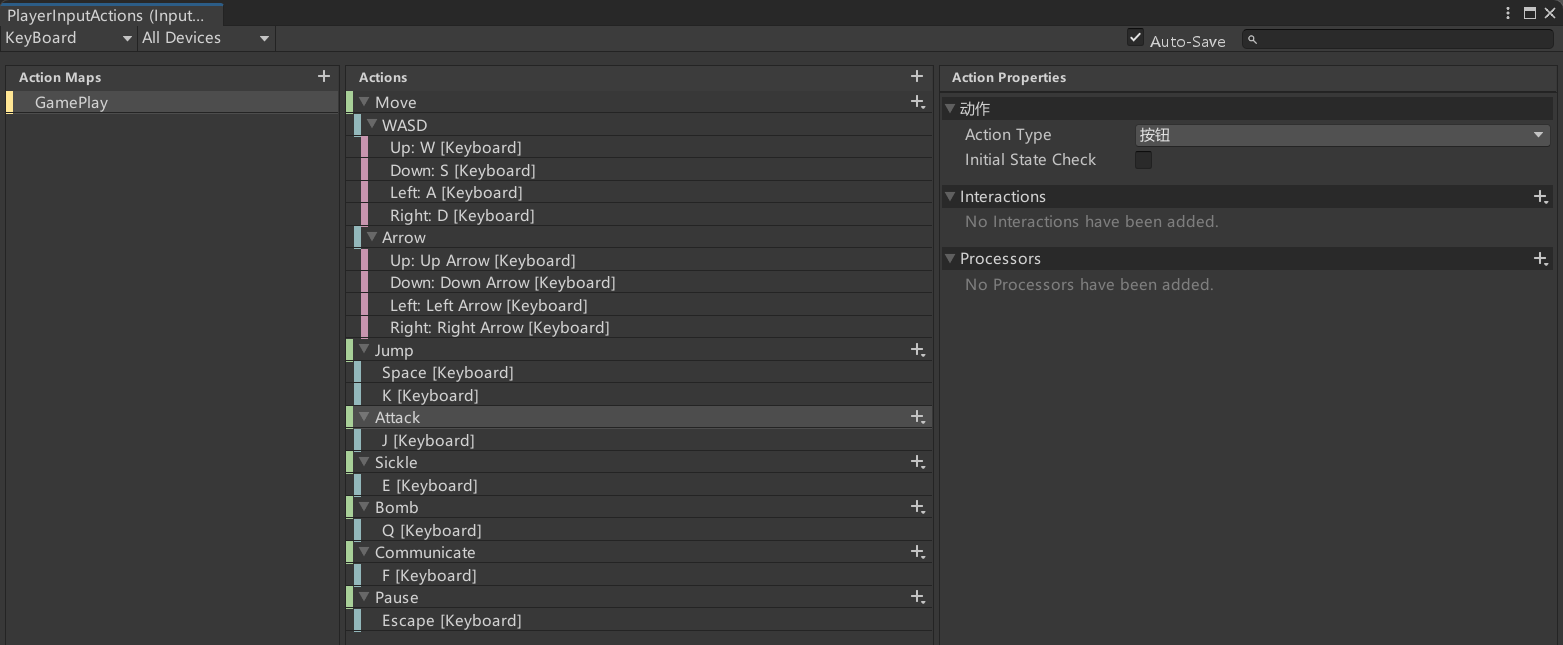 PlayerInputActions (Input...
KeyBoard
All Devices
Auto-Save
Action Maps
GamePlay
Actions
Move
WASD
Up: W [Keyboard]
Down: S [Keyboard]
Left: A [Keyboard]
Right: D [Keyboard]
Arrow
Up: Up Arrow [Keyboard]
Down: Down Arrow [Keyboard]
Left: Left Arrow [Keyboard]
Right: Right Arrow [Keyboard]
Jump
Space [Keyboard]
K [Keyboard]
Attack
J [Keyboard]
Sickle
E [Keyboard]
Bomb
Q [Keyboard]
Communicate
F [Keyboard]
Pause
Escape [Keyboard]
Action Properties
动作
Action Type
按钮
Initial State Check
Interactions
No Interactions have been added.
Processors
No Processors have been added.